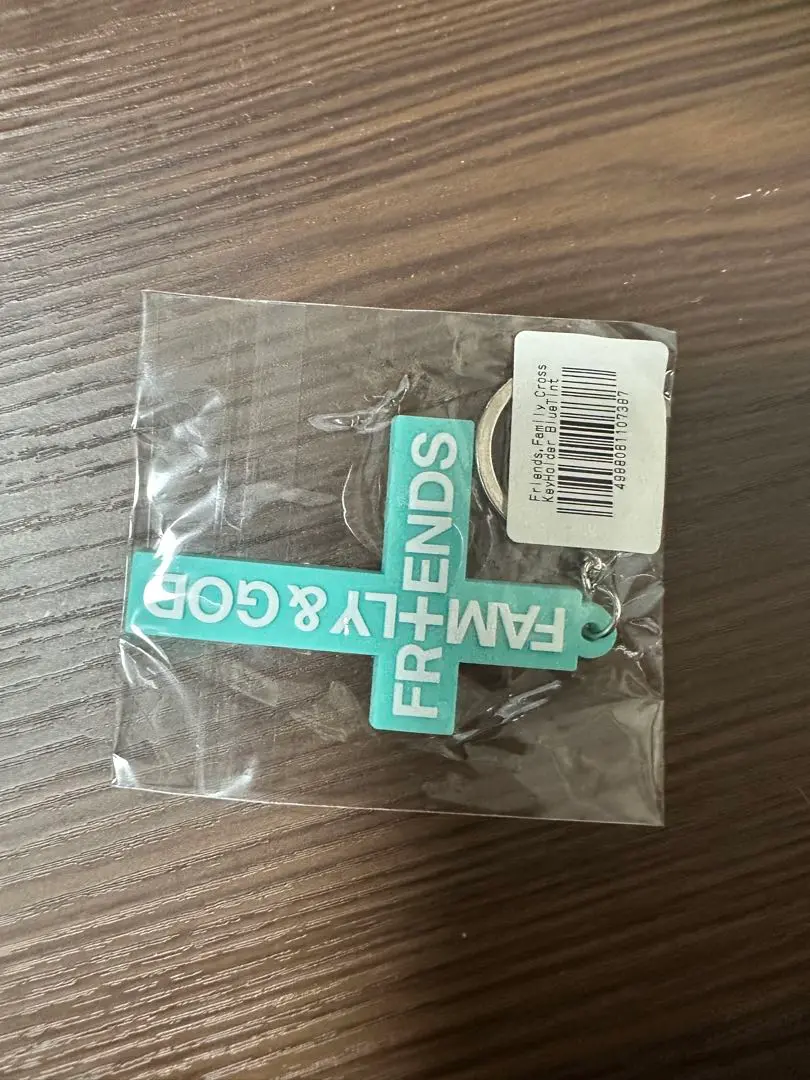 Friends,Family Cross
KeyHolder BlueTint
4988081107387
FR+ENDS
FAM+LY & GOD